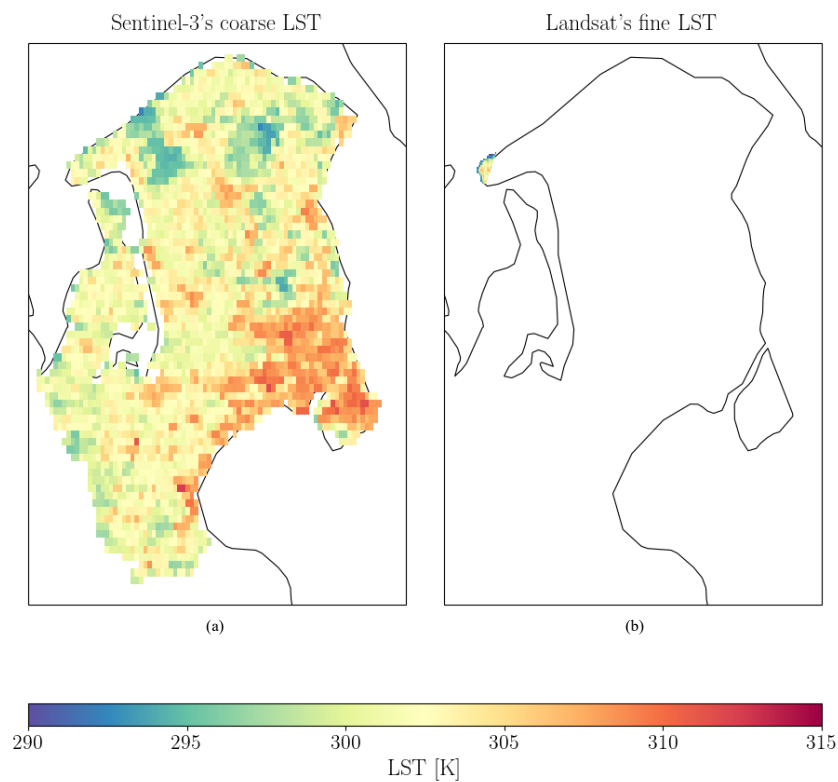 Sentinel-3's coarse LST
Landsat's fine LST
(a)
(b)
290 295 300 305 310 315
LST [K]